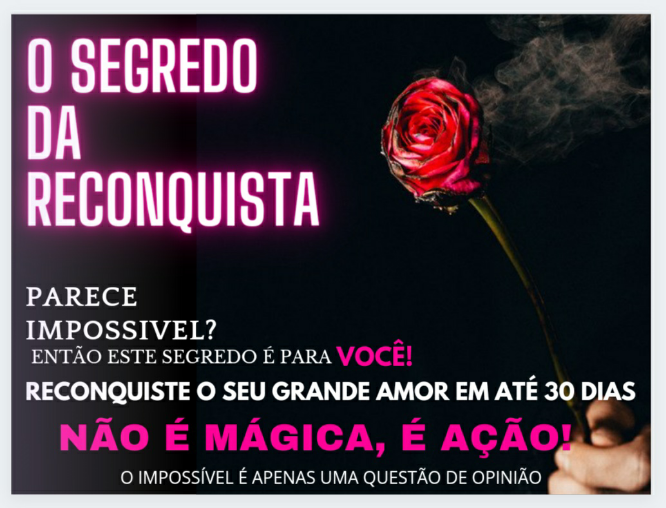 O SEGREDO
DA
RECONQUISTA
PARECE
IMPOSSIVEL?
ENTÃO ESTE SEGREDO É PARA VOCÊ!
RECONQUISTE O SEU GRANDE AMOR EM ATÉ 30 DIAS
NÃO É MÁGICA, É AÇÃO!
O IMPOSSÍVEL É APENAS UMA QUESTÃO DE OPINIÃO